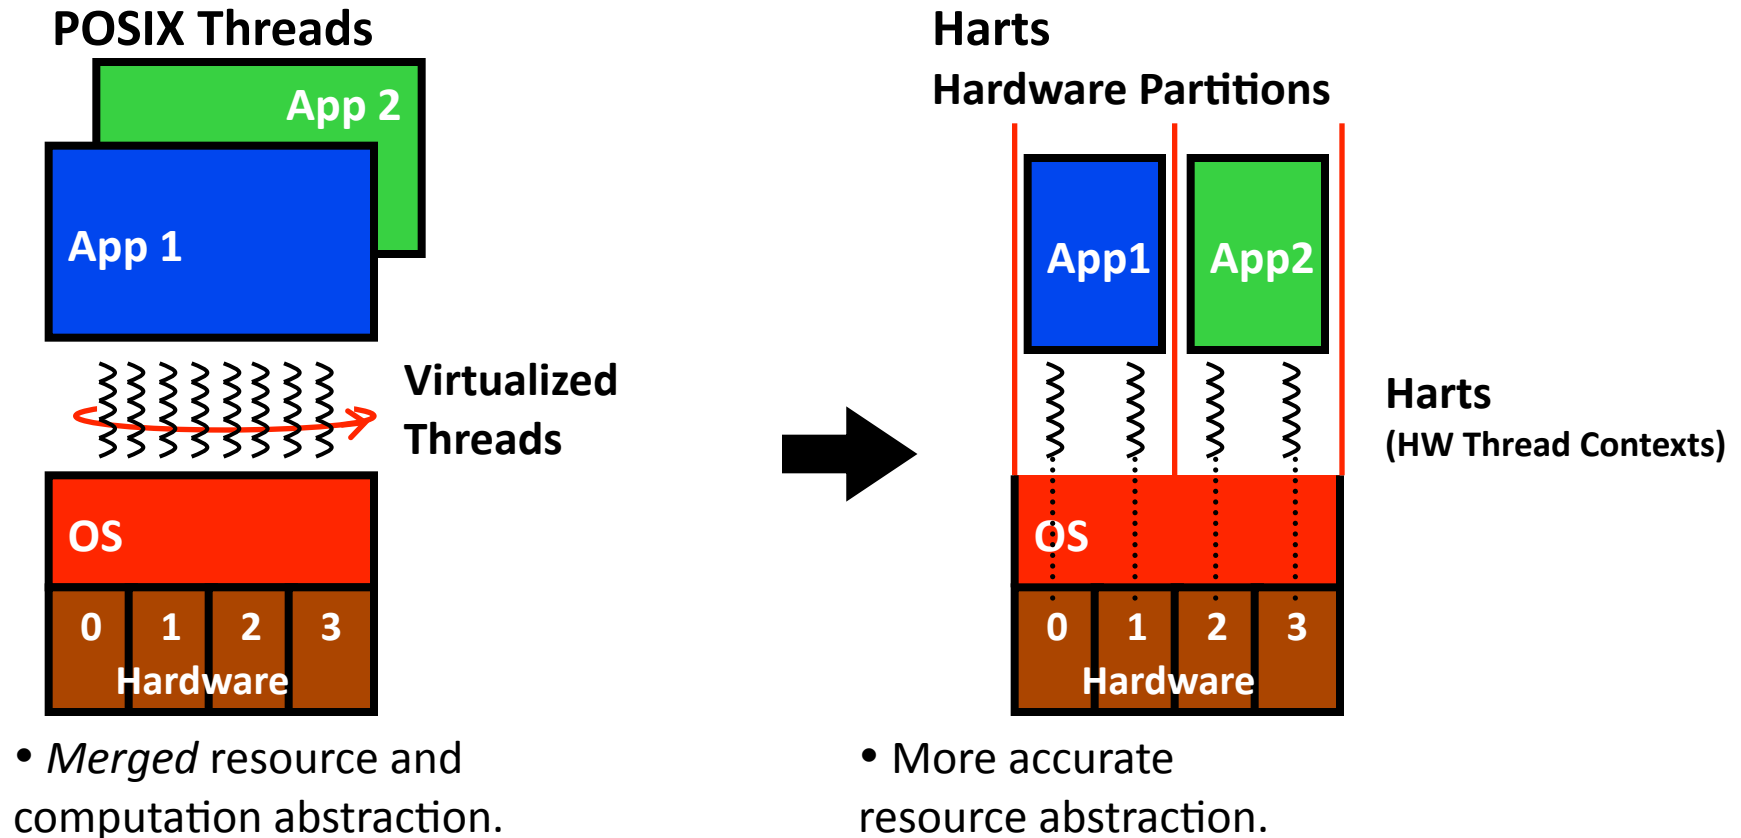 POSIX Threads
App 2
App 1
Virtualized
Threads
OS
0 1 2 3
Hardware
• Merged resource and
computation abstraction.
Harts
Hardware Partitions
App1 App2
Harts
(HW Thread Contexts)
OS
0 1 2 3
Hardware
• More accurate
resource abstraction.